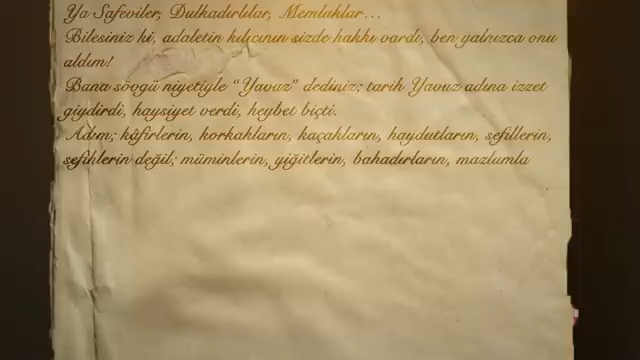 Ya Safeviler, Dulkadırlılar, Memluklar...
Bilesiniz ki, adaletin kılıcının sizde hakkı vardı, ben yalnızca onu
aldım!
Bana sövgü niyetiyle “Yavuz” dediniz; tarih Yavuz adına izzet
giydirdi, haysiyet verdi, heybet biçti.
Adım; kâfirlerin, korkakların, kaçakların, haydutların, sefillerin,
sefihlerin değil; müminlerin, yiğitlerin, bahadırların, mazlumla